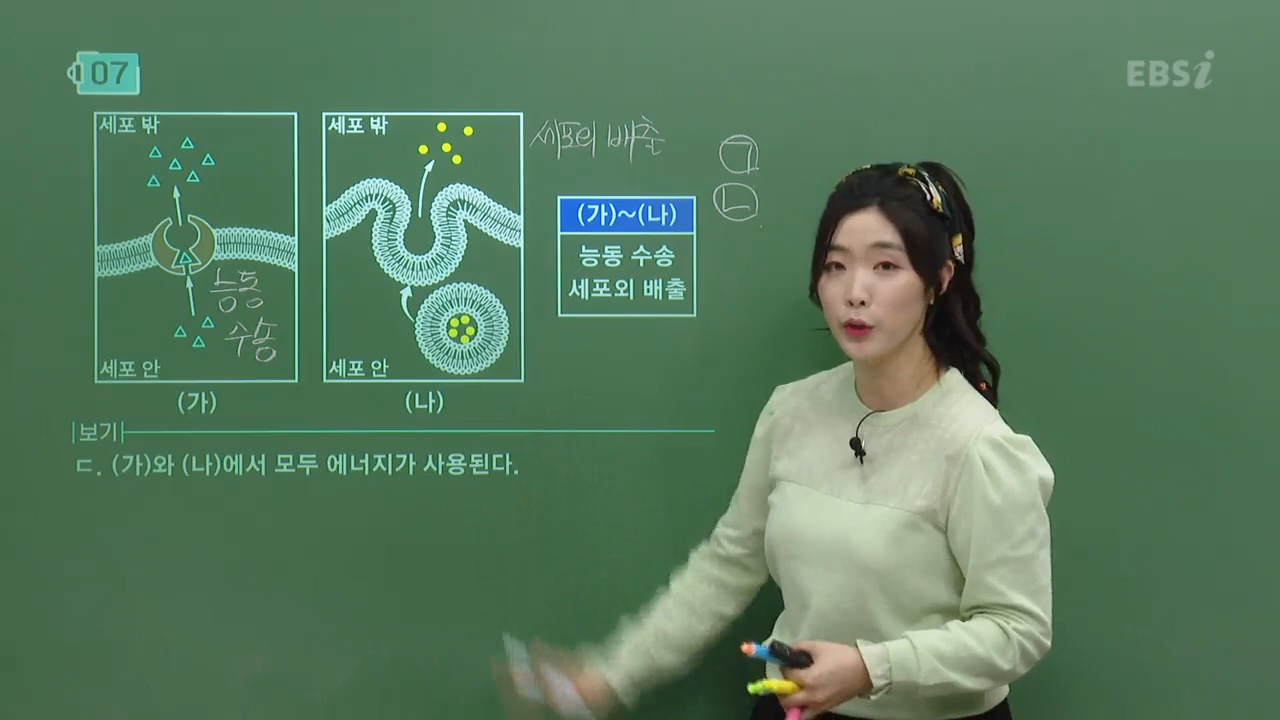 07
EBSi
세포 밖
능동
수송
세포 안
(가)
세포 밖
세포 안
(나)
세포외 배출
ㄱ
ㄴ
(가)~(나)
능동 수송
세포외 배출
보기
ㄷ. (가)와 (나)에서 모두 에너지가 사용된다.